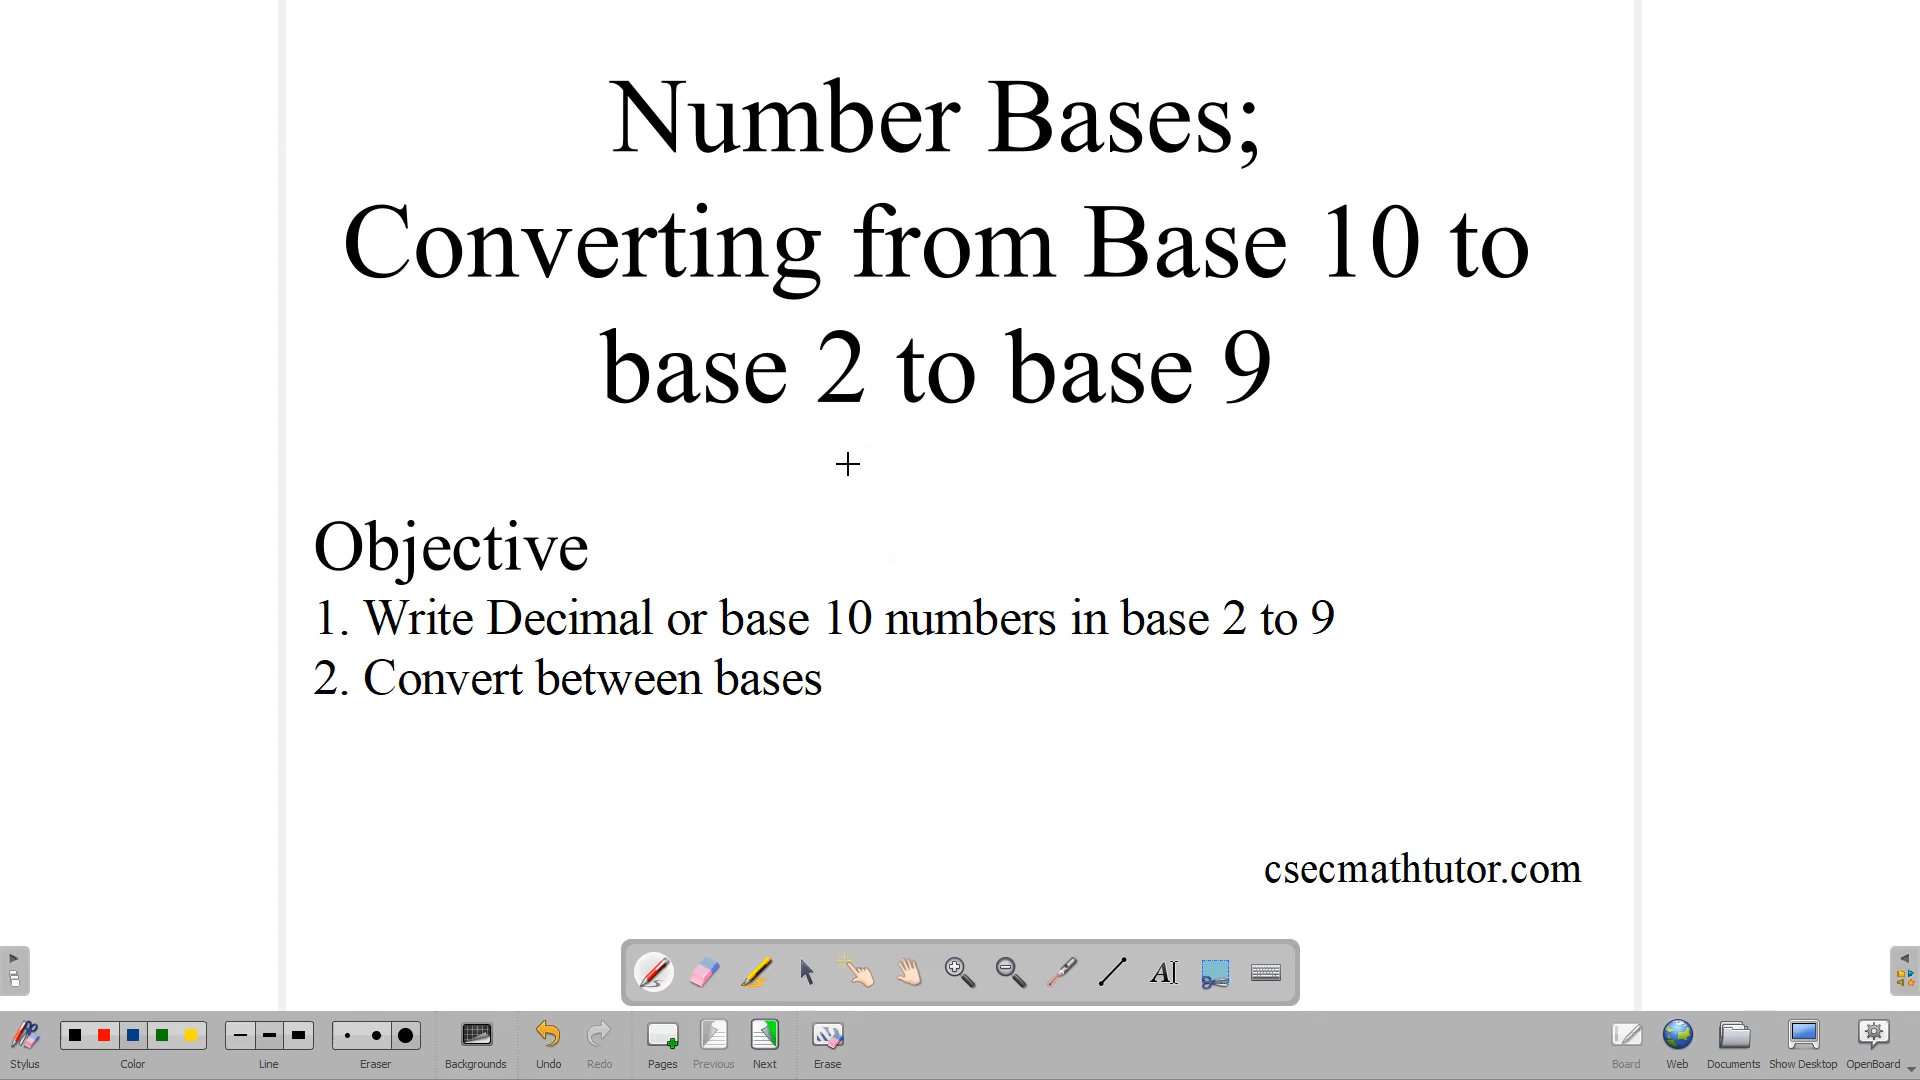 Number Bases;
Converting from Base 10 to
base 2 to base 9
Objective
1. Write Decimal or base 10 numbers in base 2 to 9
2. Convert between bases
csecmathtutor.com
AI
Stylus
Color
Line
Eraser
Backgrounds
Undo
Redo
Pages
Previous
Next
Erase
Board
Web
Documents
Show Desktop
OpenBoard